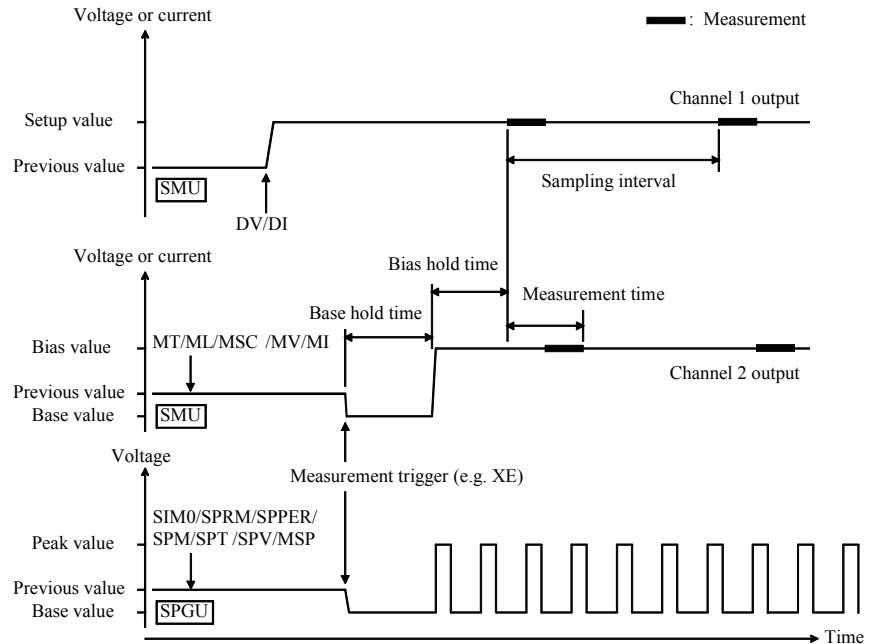 Voltage or current
: Measurement
Setup value
Channel 1 output
Previous value
SMU
Sampling interval
DV/DI
Voltage or current
Bias hold time
Base hold time
Measurement time
MT/ML/MSC /MV/MI
Bias value
Channel 2 output
Previous value
Base value
SMU
Voltage
Measurement trigger (e.g. XE)
SIM0/SPRM/SPPER/
SPM/SPT /SPV/MSP
Peak value
Previous value
Base value
SPGU
Time